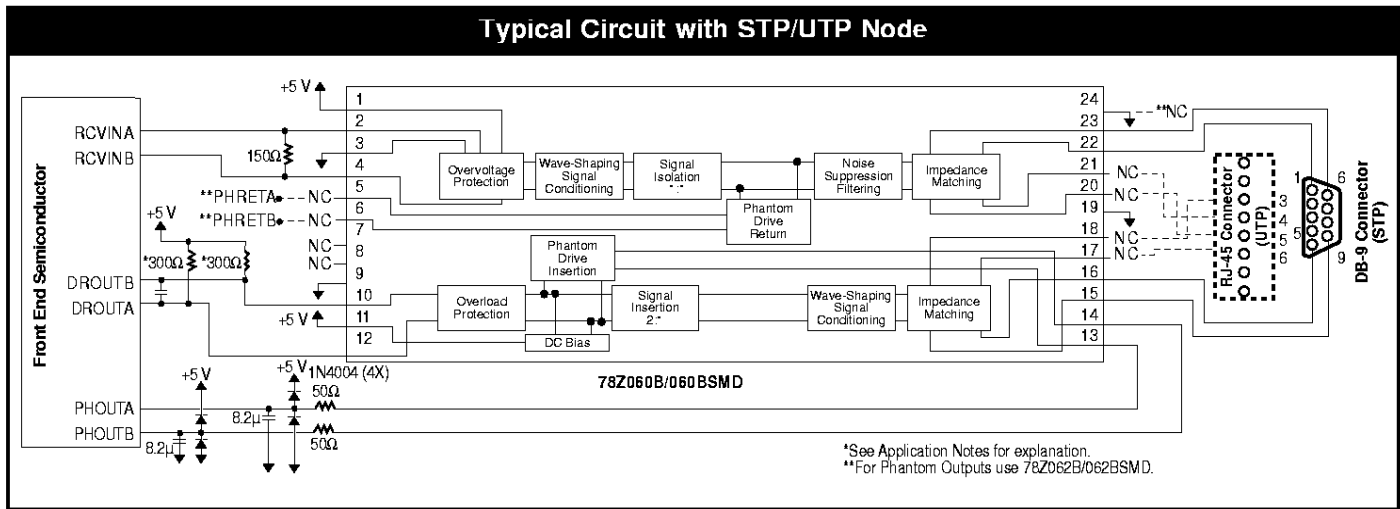 Typical Circuit with STP/UTP Node
Front End Semiconductor
RCVINA
RCVINB
DROUTB
DROUTA
PHOUTA
PHOUTB
+5 V
150Ω
**PHRETA
**PHRETB
NC
NC
NC
NC
+5 V
*300Ω
*300Ω
+5 V
+5 V
+5 V
1N4004 (4X)
50Ω
50Ω
8.2µ
8.2µ
1
2
3
4
5
6
7
8
9
10
11
12
Overvoltage
Protection
Wave-Shaping
Signal
Conditioning
Signal
Isolation
Noise
Suppression
Filtering
Impedance
Matching
Phantom
Drive
Return
Phantom
Drive
Insertion
Overload
Protection
Signal
Insertion
DC Bias
Wave-Shaping
Signal
Conditioning
Impedance
Matching
24
23
22
21
20
19
18
17
16
15
14
13
**NC
NC
NC
NC
NC
RJ-45 Connector
(UTP)
3
4
5
6
1
6
5
9
DB-9 Connector
(STP)
78Z060B/060BSMD
*See Application Notes for explanation.
**For Phantom Outputs use 78Z062B/062BSMD.